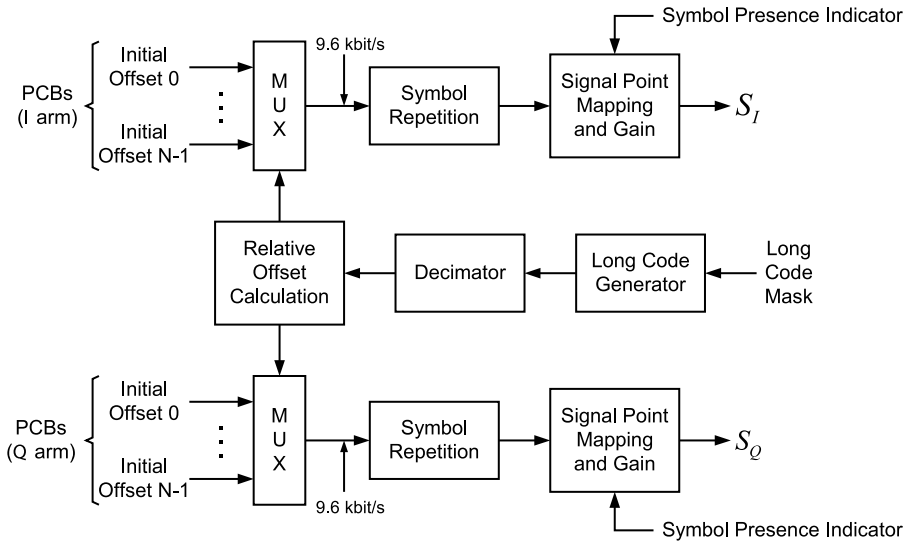 Symbol Presence Indicator
PCBs
(I arm)
Initial
Offset 0
Initial
Offset N-1
M
U
X
9.6 kbit/s
Symbol
Repetition
Signal Point
Mapping
and Gain
S_I
Relative
Offset
Calculation
Decimator
Long Code
Generator
Long
Code
Mask
PCBs
(Q arm)
Initial
Offset 0
Initial
Offset N-1
M
U
X
9.6 kbit/s
Symbol
Repetition
Signal Point
Mapping
and Gain
S_Q
Symbol Presence Indicator